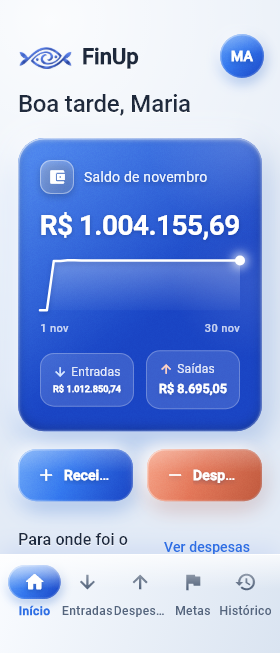 FinUp
MA
Boa tarde, Maria
Saldo de novembro
R$ 1.004.155,69
1 nov
30 nov
Entradas
R$ 1.012.850,74
Saídas
R$ 8.695,05
Recei...
Desp...
Para onde foi o
Ver despesas
Início
Entradas
Despes...
Metas
Histórico